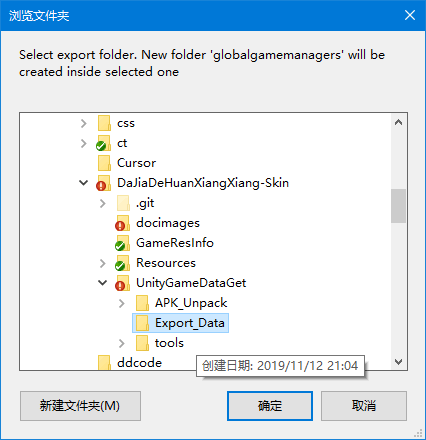 浏览文件夹
Select export folder. New folder 'globalgamemanagers' will be
created inside selected one
css
ct
Cursor
DaJiaDeHuanXiangXiang-Skin
.git
docimages
GameResInfo
Resources
UnityGameDataGet
APK_Unpack
Export_Data
tools
ddcode
创建日期: 2019/11/12 21:04
新建文件夹(M)
确定
取消